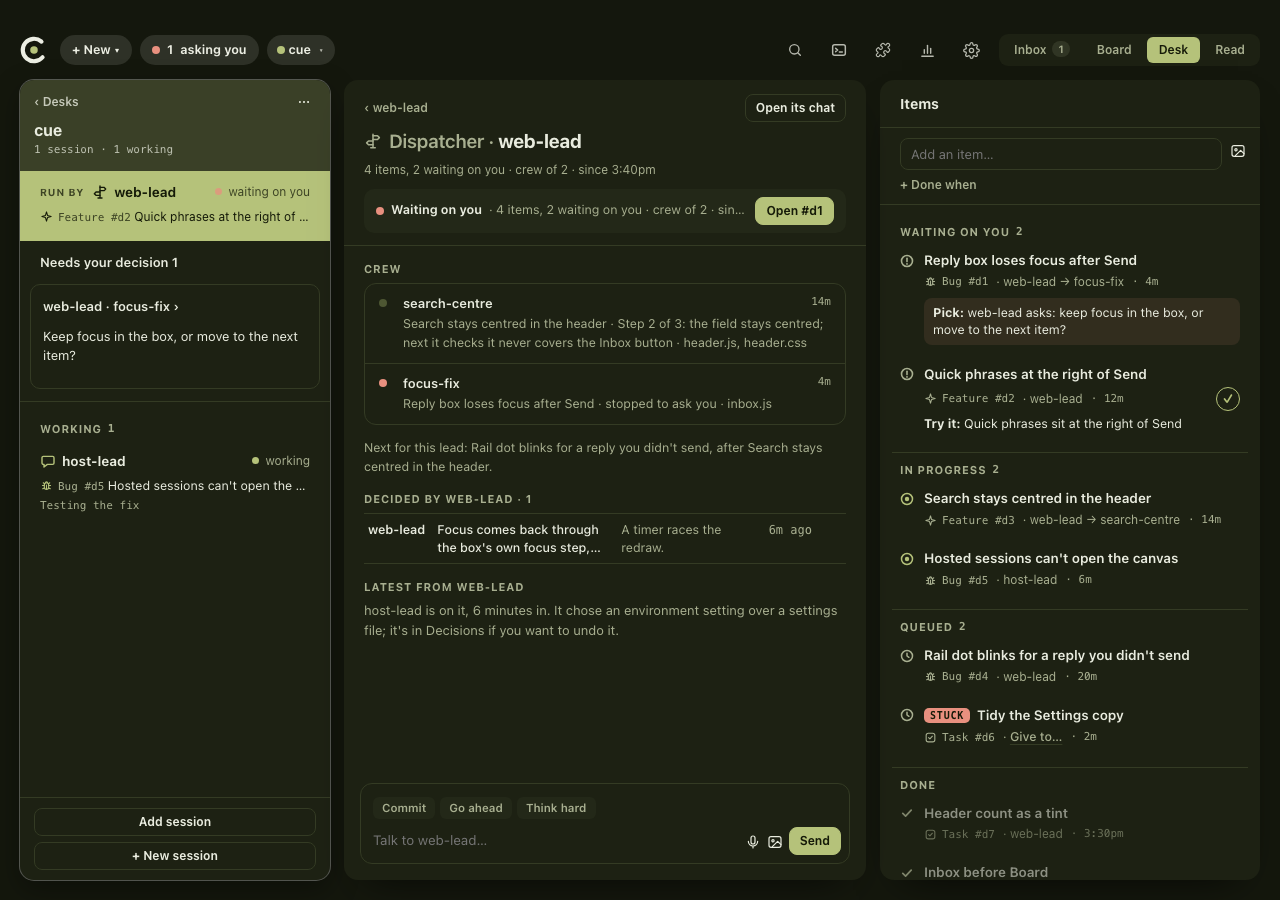 + New ▾
1 asking you
cue ·
Inbox 1
Board
Desk
Read
‹ Desks
...
cue
1 session · 1 working
RUN BY web-lead
waiting on you
Feature #d2 Quick phrases at the right of ...
Needs your decision 1
web-lead · focus-fix ›
Keep focus in the box, or move to the next
item?
WORKING 1
host-lead
working
Bug #d5 Hosted sessions can't open the ...
Testing the fix
Add session
+ New session
‹ web-lead
Open its chat
Dispatcher · web-lead
4 items, 2 waiting on you · crew of 2 · since 3:40pm
Waiting on you · 4 items, 2 waiting on you · crew of 2 · sin...
Open #d1
CREW
search-centre
14m
Search stays centred in the header · Step 2 of 3: the field stays centred;
next it checks it never covers the Inbox button · header.js, header.css
focus-fix
4m
Reply box loses focus after Send · stopped to ask you · inbox.js
Next for this lead: Rail dot blinks for a reply you didn't send, after Search stays
centred in the header.
DECIDED BY WEB-LEAD · 1
web-lead
Focus comes back through
the box's own focus step,...
A timer races the
redraw.
6m ago
LATEST FROM WEB-LEAD
host-lead is on it, 6 minutes in. It chose an environment setting over a settings
file; it's in Decisions if you want to undo it.
Commit
Go ahead
Think hard
Talk to web-lead...
Send
Items
Add an item...
+ Done when
WAITING ON YOU 2
Reply box loses focus after Send
Bug #d1 · web-lead → focus-fix · 4m
Pick: web-lead asks: keep focus in the box, or
move to the next item?
Quick phrases at the right of Send
Feature #d2 · web-lead · 12m
Try it: Quick phrases sit at the right of Send
IN PROGRESS 2
Search stays centred in the header
Feature #d3 · web-lead → search-centre · 14m
Hosted sessions can't open the canvas
Bug #d5 · host-lead · 6m
QUEUED 2
Rail dot blinks for a reply you didn't send
Bug #d4 · web-lead · 20m
STUCK Tidy the Settings copy
Task #d6 · Give to... · 2m
DONE
Header count as a tint
Task #d7 · web-lead · 3:30pm
Inbox before Board